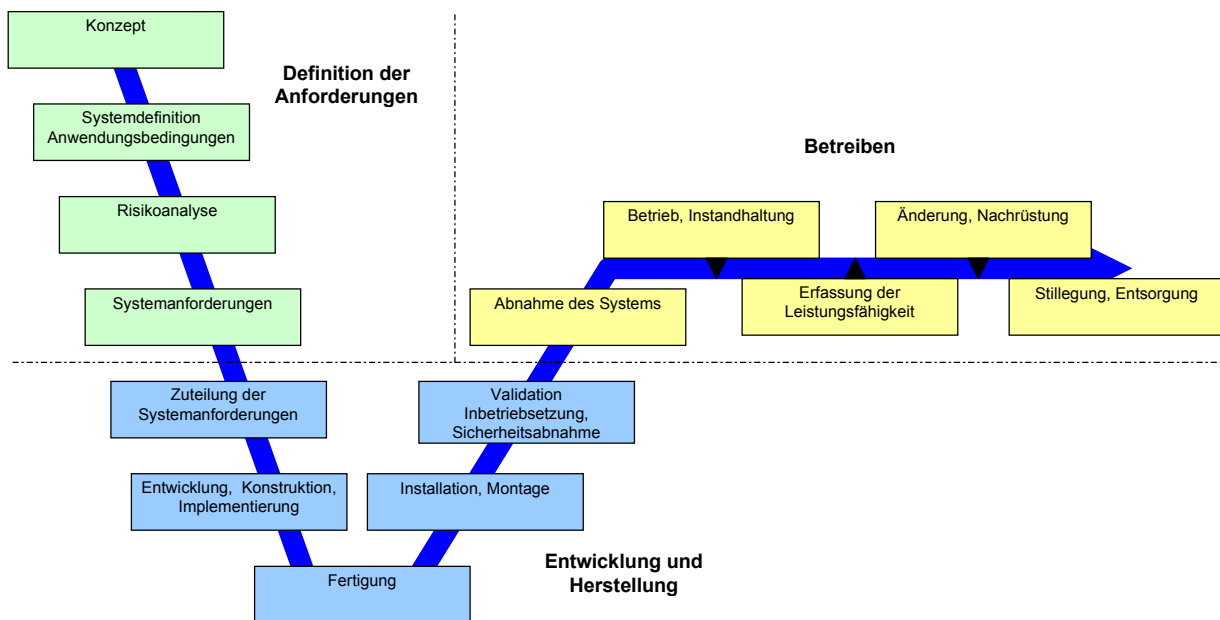 Konzept
Definition der
Anforderungen
Systemdefinition
Anwendungsbedingungen
Risikoanalyse
Systemanforderungen
Zuteilung der
Systemanforderungen
Entwicklung, Konstruktion,
Implementierung
Fertigung
Entwicklung und
Herstellung
Installation, Montage
Validation
Inbetriebsetzung,
Sicherheitsabnahme
Abnahme des Systems
Betreiben
Betrieb, Instandhaltung
Erfassung der
Leistungsfähigkeit
Änderung, Nachrüstung
Stillegung, Entsorgung